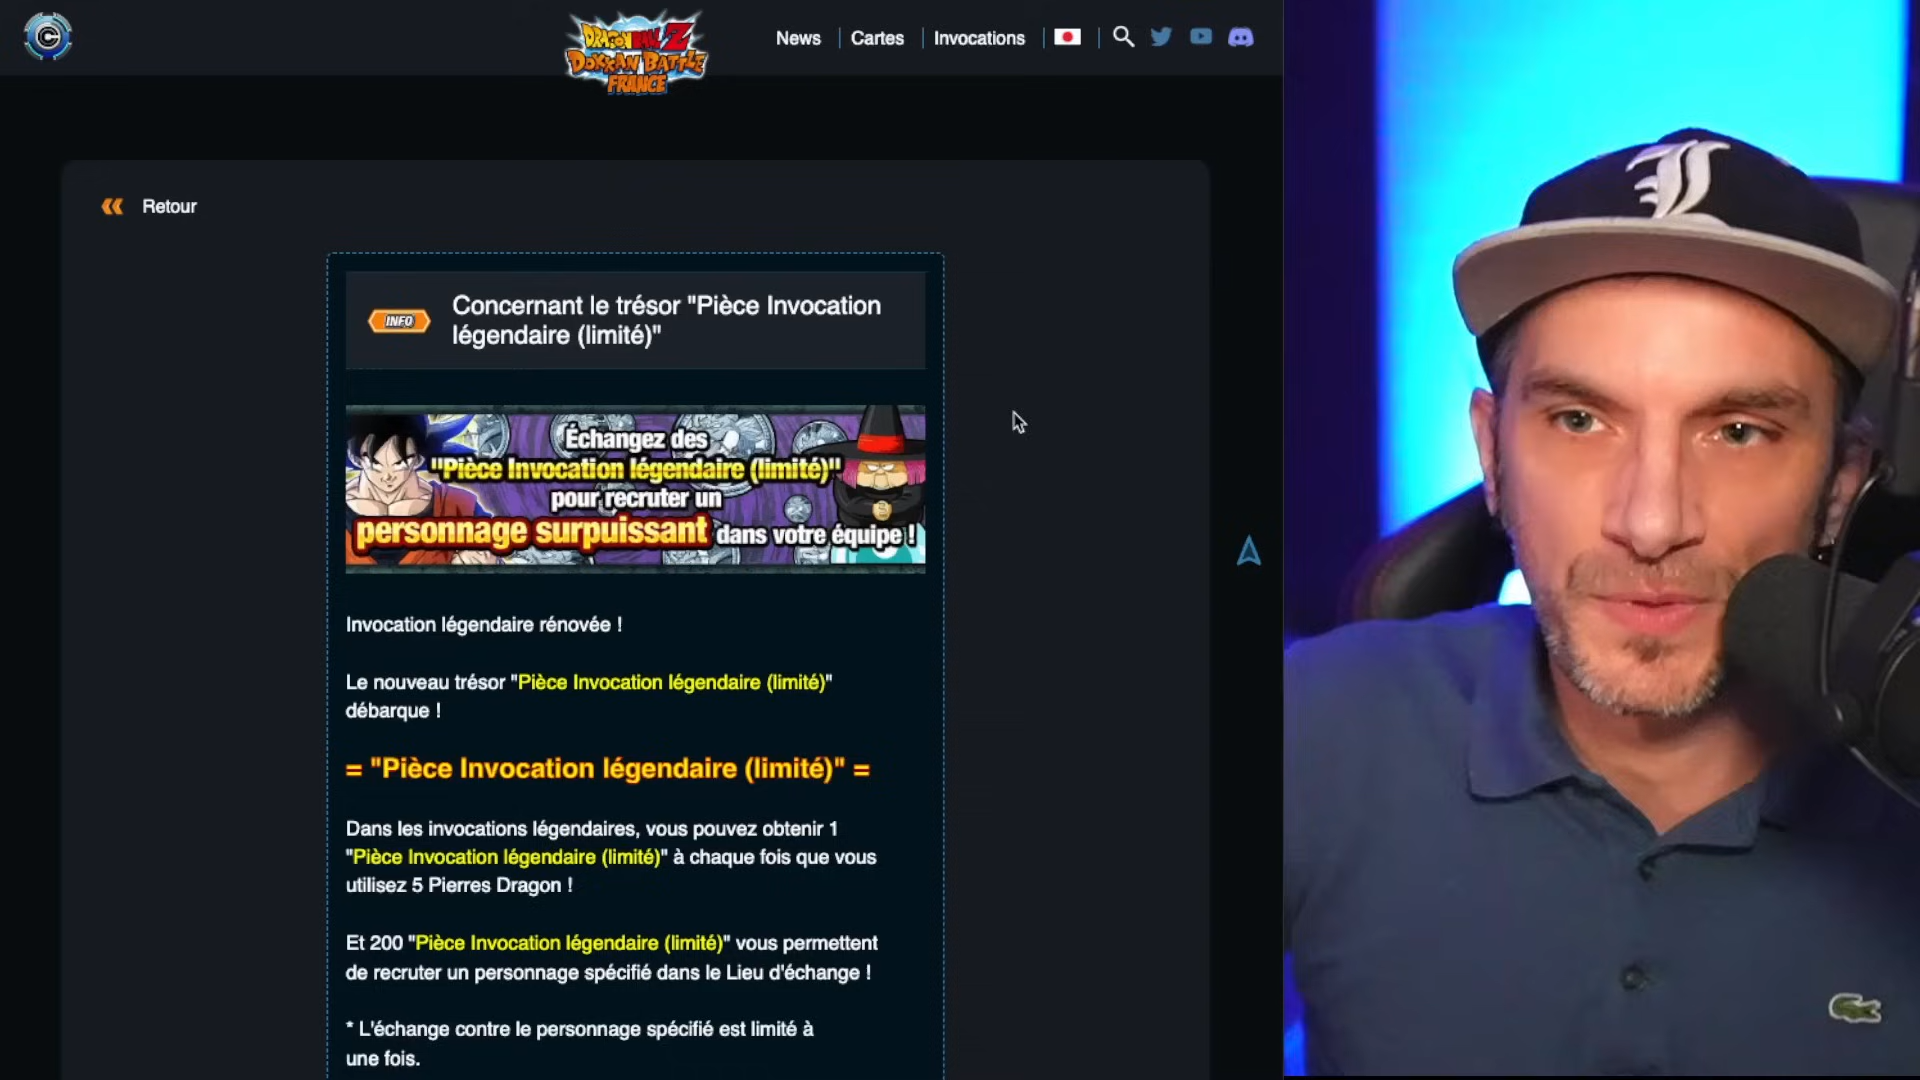 DRAGON BALL Z
DOKKAN BATTLE
FRANCE
News
Cartes
Invocations
Retour
INFO
Concernant le trésor "Pièce Invocation
légendaire (limité)"
Échangez des
"Pièce Invocation légendaire (limité)"
pour recruter un
personnage surpuissant dans votre équipe !
Invocation légendaire rénovée !
Le nouveau trésor "Pièce Invocation légendaire (limité)"
débarque !
= "Pièce Invocation légendaire (limité)" =
Dans les invocations légendaires, vous pouvez obtenir 1
"Pièce Invocation légendaire (limité)" à chaque fois que vous
utilisez 5 Pierres Dragon !
Et 200 "Pièce Invocation légendaire (limité)" vous permettent
de recruter un personnage spécifié dans le Lieu d'échange !
* L'échange contre le personnage spécifié est limité à
une fois.
L